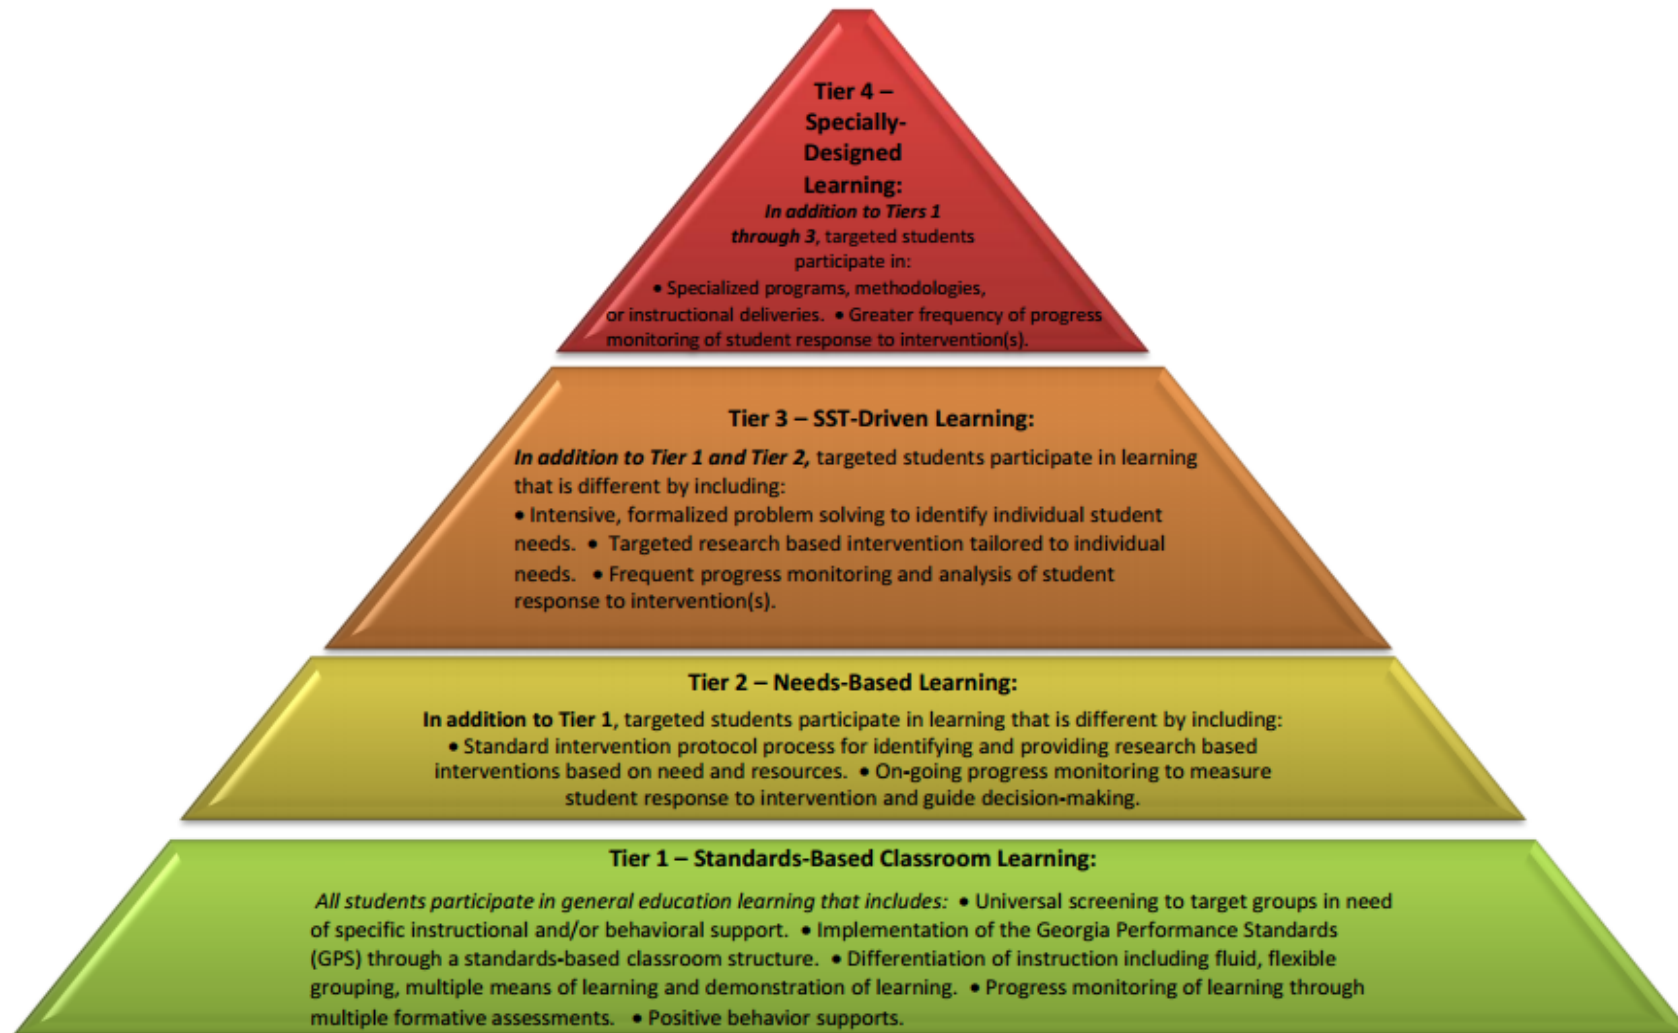 Tier 4 –
Specially-
Designed
Learning:
In addition to Tiers 1
through 3, targeted students
participate in:
• Specialized programs, methodologies,
or instructional deliveries. • Greater frequency of progress
monitoring of student response to intervention(s).
Tier 3 – SST-Driven Learning:
In addition to Tier 1 and Tier 2, targeted students participate in learning
that is different by including:
• Intensive, formalized problem solving to identify individual student
needs. • Targeted research based intervention tailored to individual
needs. • Frequent progress monitoring and analysis of student
response to intervention(s).
Tier 2 – Needs-Based Learning:
In addition to Tier 1, targeted students participate in learning that is different by including:
• Standard intervention protocol process for identifying and providing research based
interventions based on need and resources. • On-going progress monitoring to measure
student response to intervention and guide decision-making.
Tier 1 – Standards-Based Classroom Learning:
All students participate in general education learning that includes: • Universal screening to target groups in need
of specific instructional and/or behavioral support. • Implementation of the Georgia Performance Standards
(GPS) through a standards-based classroom structure. • Differentiation of instruction including fluid, flexible
grouping, multiple means of learning and demonstration of learning. • Progress monitoring of learning through
multiple formative assessments. • Positive behavior supports.